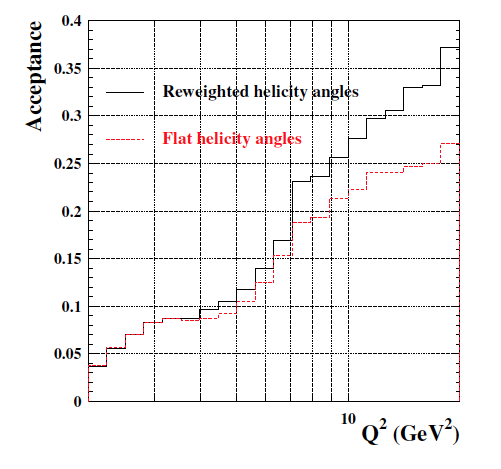 Acceptance
0.4
0.35
0.3
0.25
0.2
0.15
0.1
0.05
0
Reweighted helicity angles
Flat helicity angles
10
Q² (GeV²)